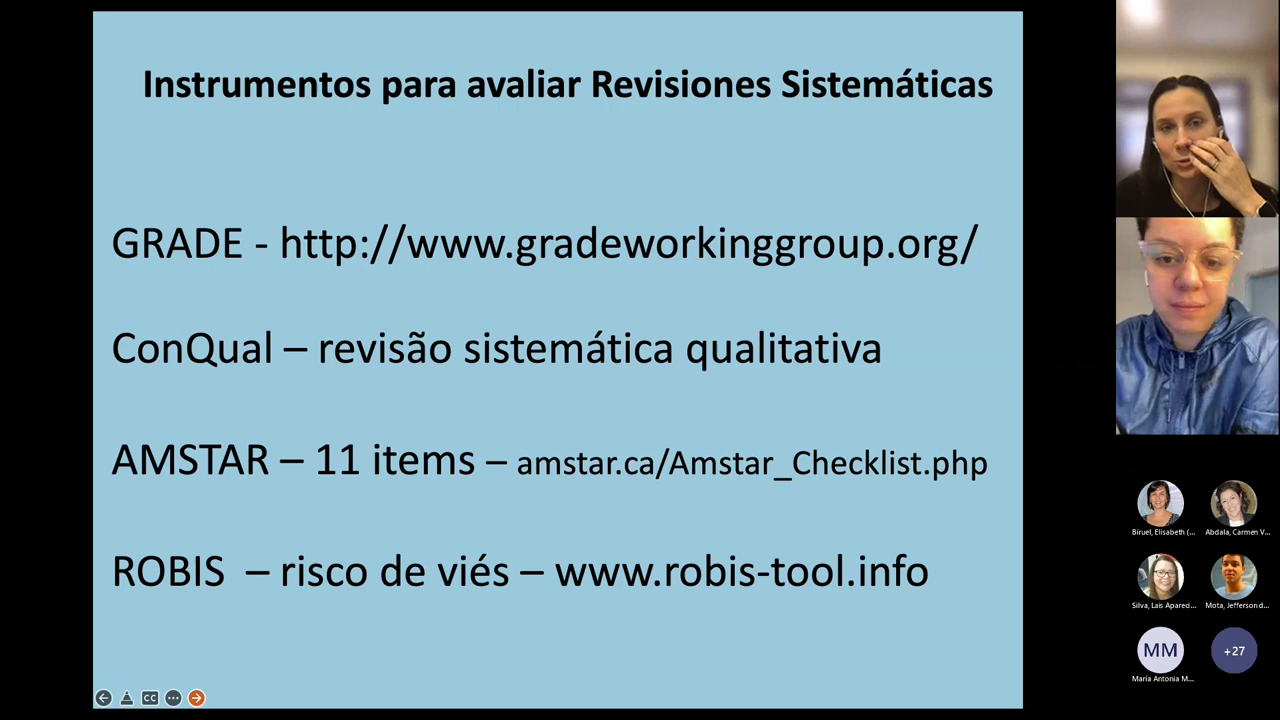 Instrumentos para avaliar Revisiones Sistemáticas
GRADE - http://www.gradeworkinggroup.org/
ConQual – revisão sistemática qualitativa
AMSTAR – 11 items – amstar.ca/Amstar_Checklist.php
ROBIS – risco de viés – www.robis-tool.info
CC
Biruel, Elisabeth (...
Abdala, Carmen V...
Silva, Lais Apared...
Mota, Jefferson d...
MM
+27
María Antonia M...